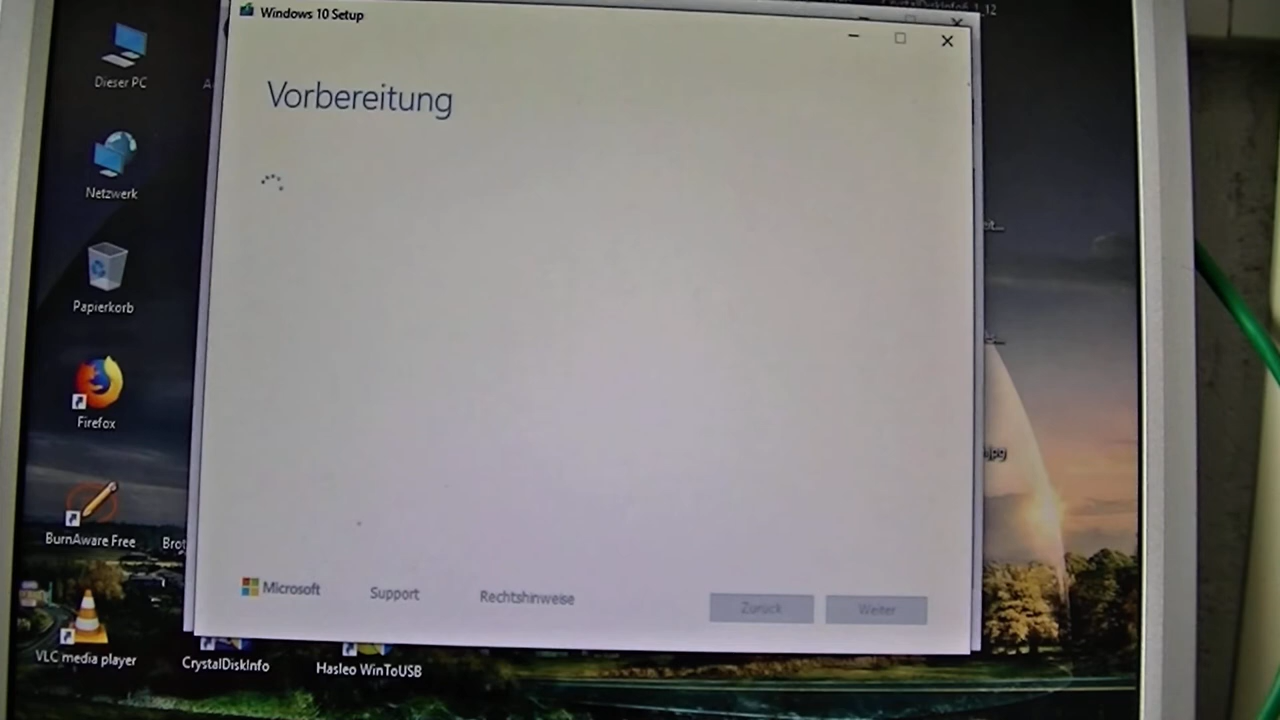 Windows 10 Setup
Vorbereitung
Dieser PC
Netzwerk
Papierkorb
Firefox
BurnAware Free
VLC media player
CrystalDiskInfo
Hasleo WinToUSB
.jpg
Microsoft
Support
Rechtshinweise
Zurück
Weiter